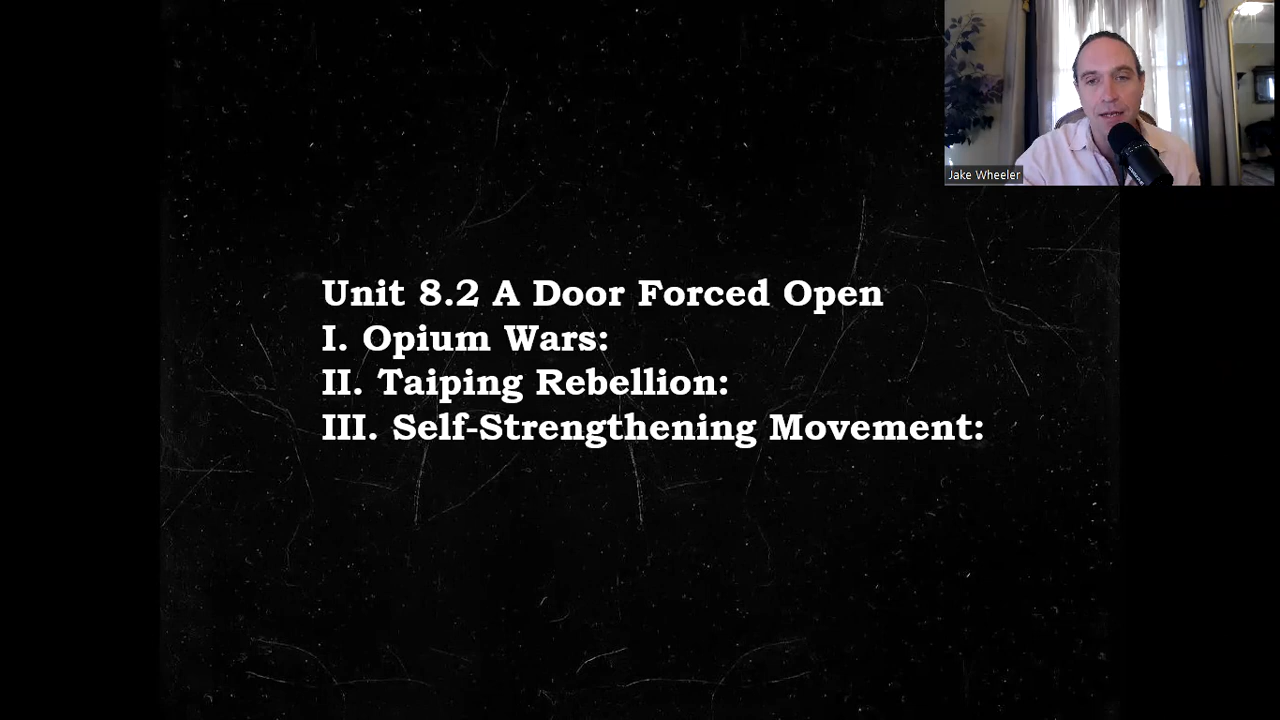 Unit 8.2 A Door Forced Open
I. Opium Wars:
II. Taiping Rebellion:
III. Self-Strengthening Movement:
Jake Wheeler